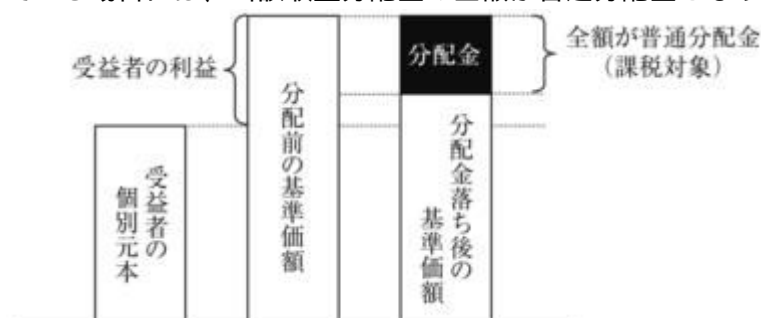 受益者の利益
分配金
全額が普通分配金
（課税対象）
受益者の
個別元本
分配前の基準価額
分配金落ち後の
基準価額